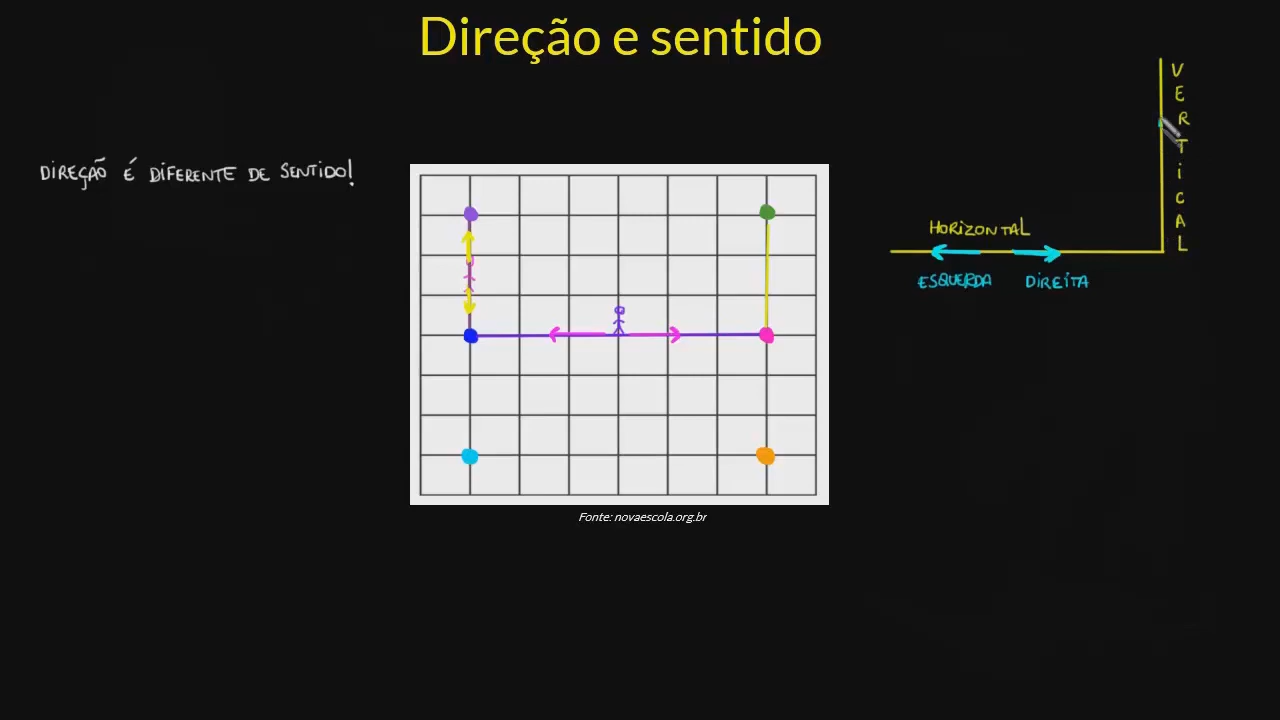 Direção e sentido
DIREÇÃO É DIFERENTE DE SENTIDO!
VERTICAL
HORIZONTAL
ESQUERDA DIREITA
Fonte: novaescola.org.br